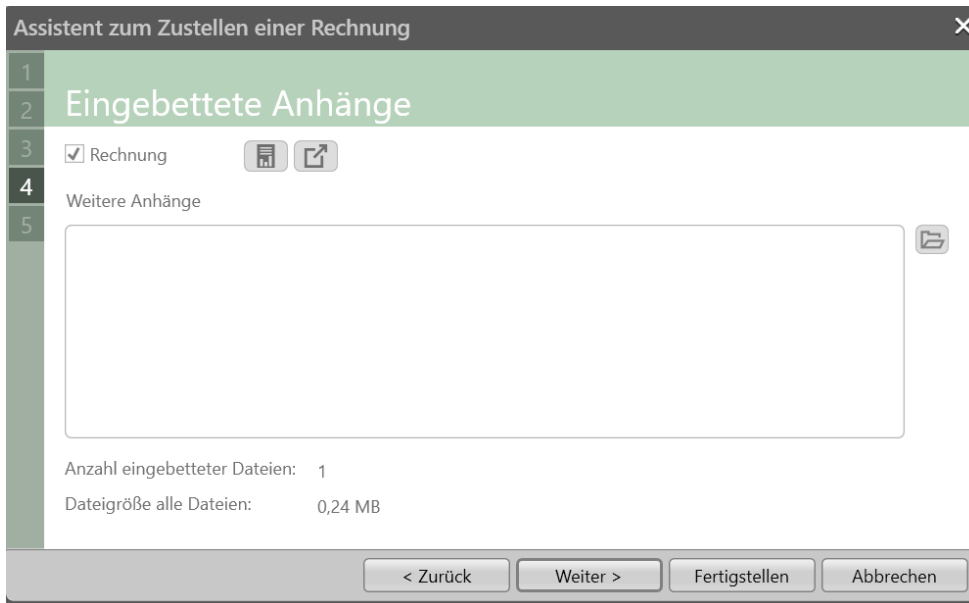 Assistent zum Zustellen einer Rechnung
1
2
3
4
5
Eingebettete Anhänge
Rechnung
Weitere Anhänge
Anzahl eingebetteter Dateien: 1
Dateigröße alle Dateien: 0,24 MB
< Zurück Weiter > Fertigstellen Abbrechen